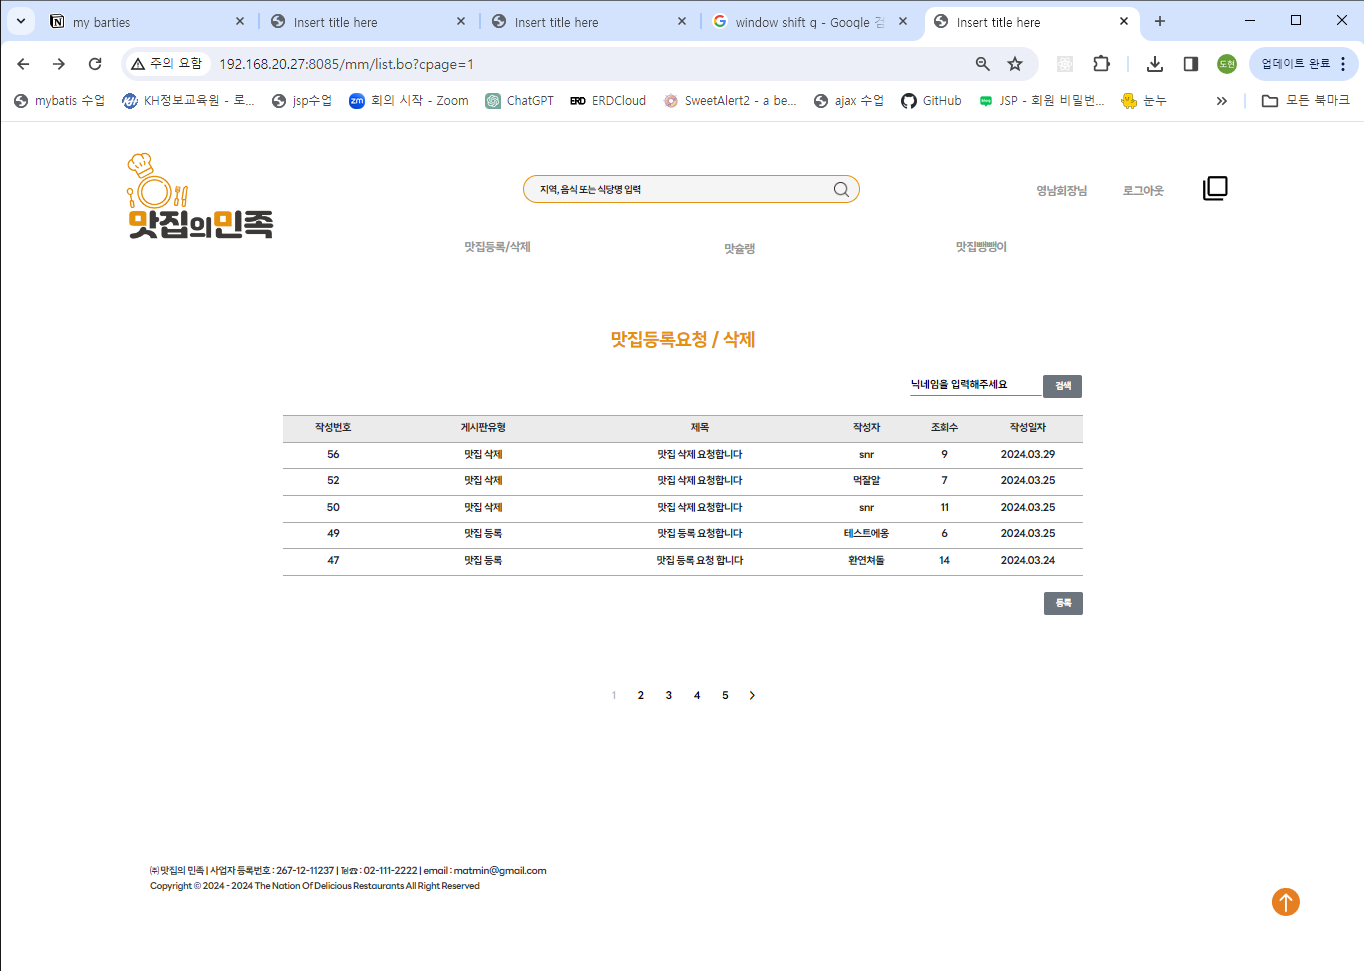 my barties
Insert title here
Insert title here
window shift q - Google 검
Insert title here
주의 요함
192.168.20.27:8085/mm/list.bo?cpage=1
도현
업데이트 완료
mybatis 수업
KH정보교육원 - 로...
zm
회의 시작 - Zoom
jsp수업
ChatGPT
ERD
ERDCloud
SweetAlert2 - a be...
ajax 수업
GitHub
JSP - 회원 비밀번...
눈누
모든 북마크
맛집의민족
지역, 음식 또는 식당명 입력
영남회장님
로그아웃
맛집등록/삭제
맛슐랭
맛집뺑뺑이
맛집등록요청 / 삭제
닉네임을 입력해주세요
검색
작성번호 게시판유형 제목 작성자 조회수 작성일자
56 맛집 삭제 맛집 삭제 요청합니다 snr 9 2024.03.29
52 맛집 삭제 맛집 삭제 요청합니다 먹잘알 7 2024.03.25
50 맛집 삭제 맛집 삭제 요청합니다 snr 11 2024.03.25
49 맛집 등록 맛집 등록 요청합니다 테스트에옹 6 2024.03.25
47 맛집 등록 맛집 등록 요청 합니다 환연쳐돌 14 2024.03.24
등록
1 2 3 4 5 >
㈜ 맛집의 민족 | 사업자 등록번호 : 267-12-11237 | ℡☎ : 02-111-2222 | email : matmin@gmail.com
Copyright © 2024 - 2024 The Nation Of Delicious Restaurants All Right Reserved